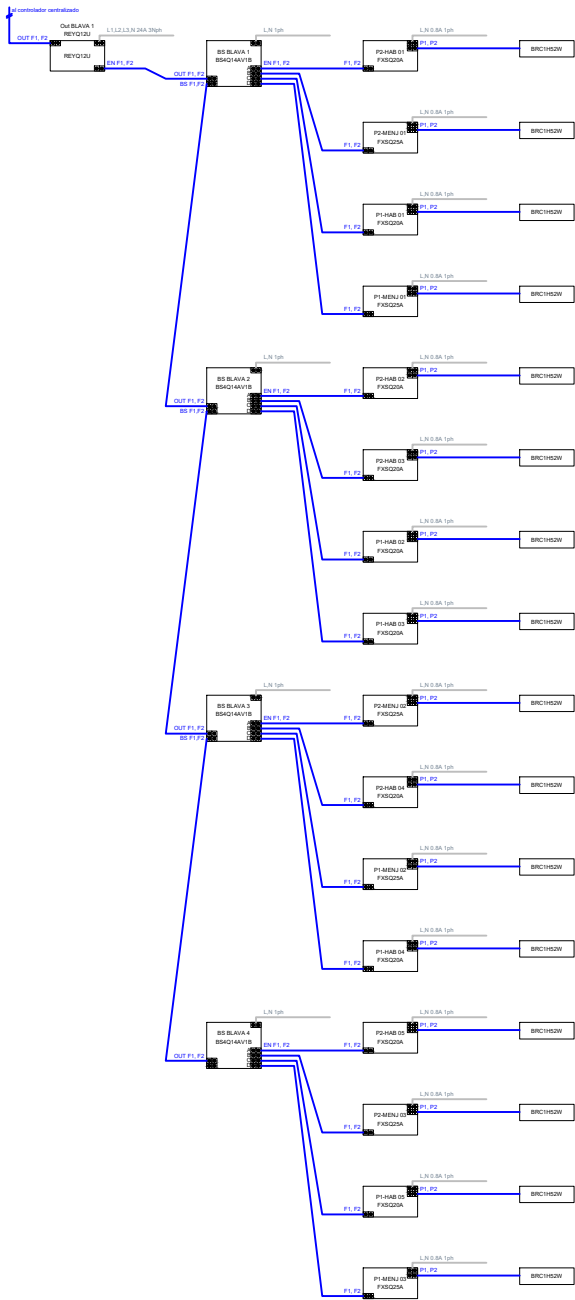 al controlador centralizado
Out BLAVA 1
REYQ12U
L1,L2,L3,N 24A 3Nph
OUT F1, F2
REYQ12U
EN F1, F2
L,N 1ph
BS BLAVA 1
BS4Q14AV1B
OUT F1, F2
BS F1,F2
EN F1, F2
A
B
C
D
L,N 0.8A 1ph
P2-HAB 01
FXSQ20A
P1, P2
F1, F2
BRC1H52W
L,N 0.8A 1ph
P2-MENJ 01
FXSQ25A
P1, P2
F1, F2
BRC1H52W
L,N 0.8A 1ph
P1-HAB 01
FXSQ20A
P1, P2
F1, F2
BRC1H52W
L,N 0.8A 1ph
P1-MENJ 01
FXSQ25A
P1, P2
F1, F2
BRC1H52W
L,N 1ph
BS BLAVA 2
BS4Q14AV1B
OUT F1, F2
BS F1,F2
EN F1, F2
A
B
C
D
L,N 0.8A 1ph
P2-HAB 02
FXSQ20A
P1, P2
F1, F2
BRC1H52W
L,N 0.8A 1ph
P2-HAB 03
FXSQ20A
P1, P2
F1, F2
BRC1H52W
L,N 0.8A 1ph
P1-HAB 02
FXSQ20A
P1, P2
F1, F2
BRC1H52W
L,N 0.8A 1ph
P1-HAB 03
FXSQ20A
P1, P2
F1, F2
BRC1H52W
L,N 1ph
BS BLAVA 3
BS4Q14AV1B
OUT F1, F2
BS F1,F2
EN F1, F2
A
B
C
D
L,N 0.8A 1ph
P2-MENJ 02
FXSQ25A
P1, P2
F1, F2
BRC1H52W
L,N 0.8A 1ph
P2-HAB 04
FXSQ20A
P1, P2
F1, F2
BRC1H52W
L,N 0.8A 1ph
P1-MENJ 02
FXSQ25A
P1, P2
F1, F2
BRC1H52W
L,N 0.8A 1ph
P1-HAB 04
FXSQ20A
P1, P2
F1, F2
BRC1H52W
L,N 1ph
BS BLAVA 4
BS4Q14AV1B
OUT F1, F2
EN F1, F2
A
B
C
D
L,N 0.8A 1ph
P2-HAB 05
FXSQ20A
P1, P2
F1, F2
BRC1H52W
L,N 0.8A 1ph
P2-MENJ 03
FXSQ25A
P1, P2
F1, F2
BRC1H52W
L,N 0.8A 1ph
P1-HAB 05
FXSQ20A
P1, P2
F1, F2
BRC1H52W
L,N 0.8A 1ph
P1-MENJ 03
FXSQ25A
P1, P2
F1, F2
BRC1H52W